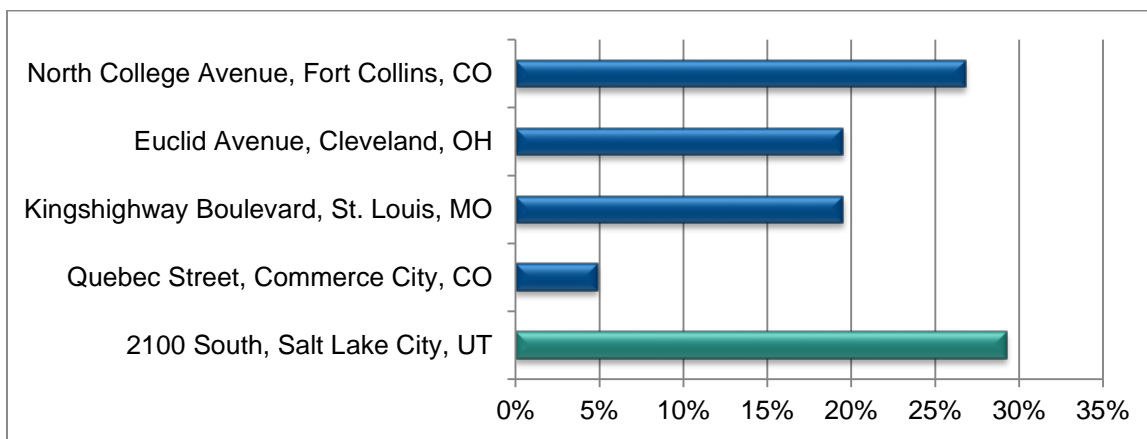 North College Avenue, Fort Collins, CO
Euclid Avenue, Cleveland, OH
Kingshighway Boulevard, St. Louis, MO
Quebec Street, Commerce City, CO
2100 South, Salt Lake City, UT
0% 5% 10% 15% 20% 25% 30% 35%